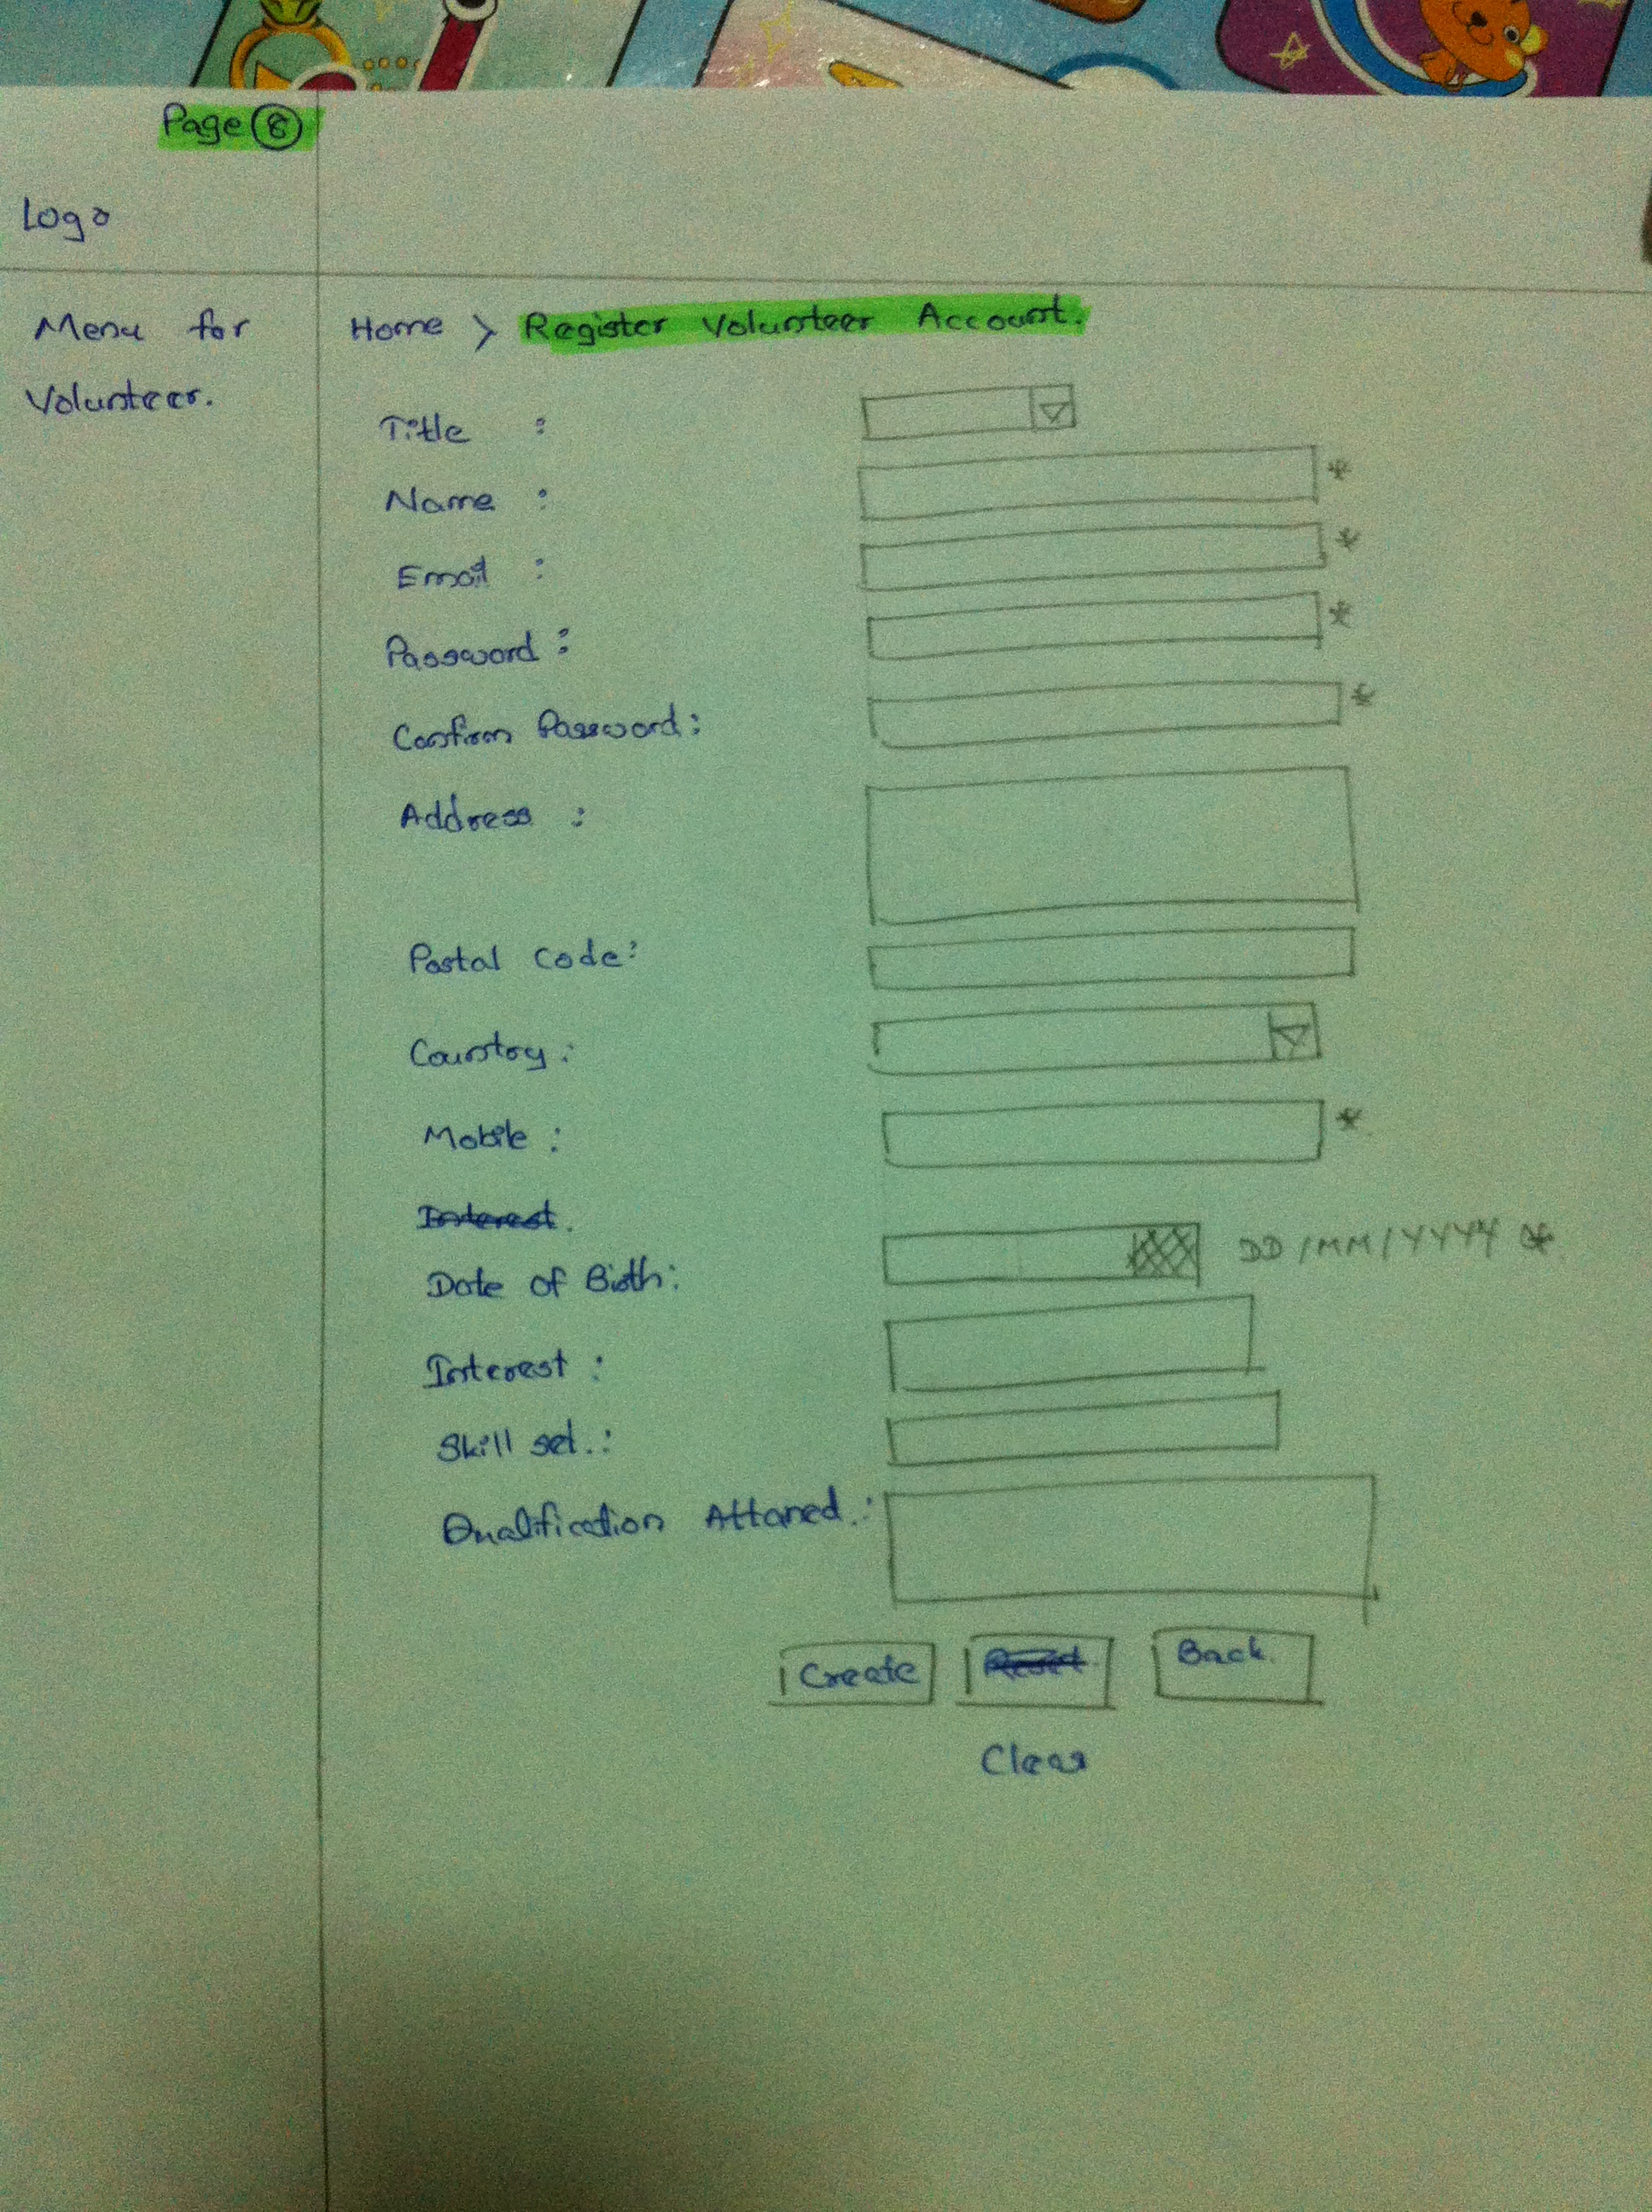 Page 8
Logo
Menu for
Volunteer.
Home > Register Volunteer Account.
Title :
Name : *
Email : *
Password : *
Confirm Password : *
Address :
Postal Code :
Country :
Mobile : *
Interest.
Date of Birth : DD/MM/YYYY *
Interest :
Skill set. :
Qualification Attaned. :
Create Reset Back.
Clear